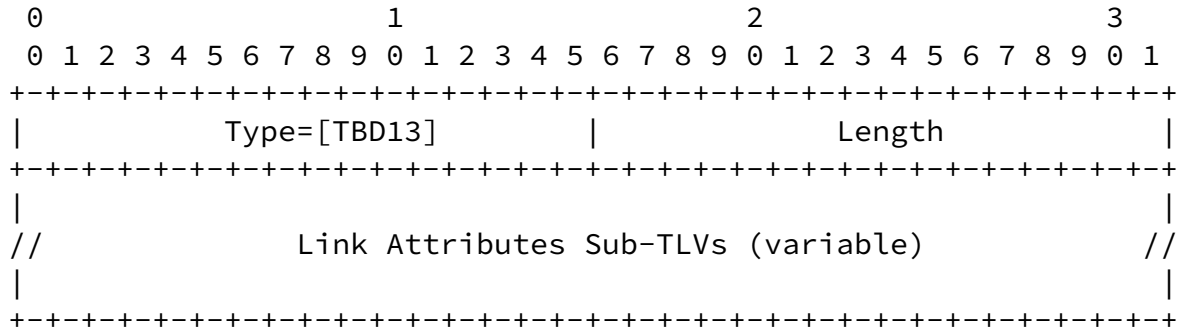 0                   1                   2                   3
 0 1 2 3 4 5 6 7 8 9 0 1 2 3 4 5 6 7 8 9 0 1 2 3 4 5 6 7 8 9 0 1
+-+-+-+-+-+-+-+-+-+-+-+-+-+-+-+-+-+-+-+-+-+-+-+-+-+-+-+-+-+-+-+-+
|           Type=[TBD13]        |             Length            |
+-+-+-+-+-+-+-+-+-+-+-+-+-+-+-+-+-+-+-+-+-+-+-+-+-+-+-+-+-+-+-+-+
|                                                               |
//              Link Attributes Sub-TLVs (variable)            //
|                                                               |
+-+-+-+-+-+-+-+-+-+-+-+-+-+-+-+-+-+-+-+-+-+-+-+-+-+-+-+-+-+-+-+-+